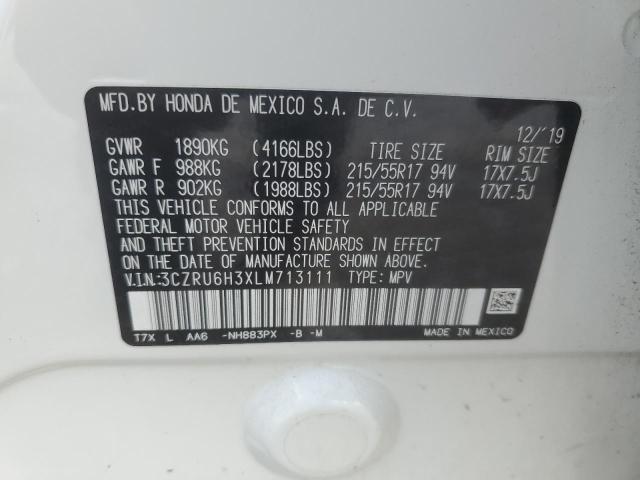 MFD.BY HONDA DE MEXICO S.A. DE C.V.
12/'19
GVWR 1890KG (4166LBS) TIRE SIZE RIM SIZE
GAWR F 988KG (2178LBS) 215/55R17 94V 17X7.5J
GAWR R 902KG (1988LBS) 215/55R17 94V 17X7.5J
THIS VEHICLE CONFORMS TO ALL APPLICABLE
FEDERAL MOTOR VEHICLE SAFETY
AND THEFT PREVENTION STANDARDS IN EFFECT
ON THE DATE OF MANUFACTURE SHOWN ABOVE.
V.I.N.:3CZRU6H3XLM713111 TYPE: MPV
T7X L AA6 -NH883PX -B -M MADE IN MEXICO